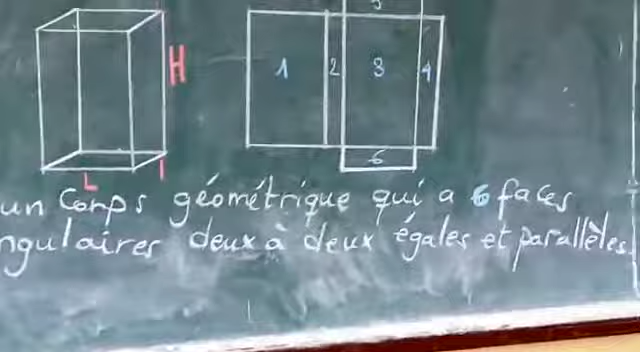 5
H
1 2 3 4
6
L l
un Corps géométrique qui a 6 faces
ngulaires deux à deux égales et parallèles.